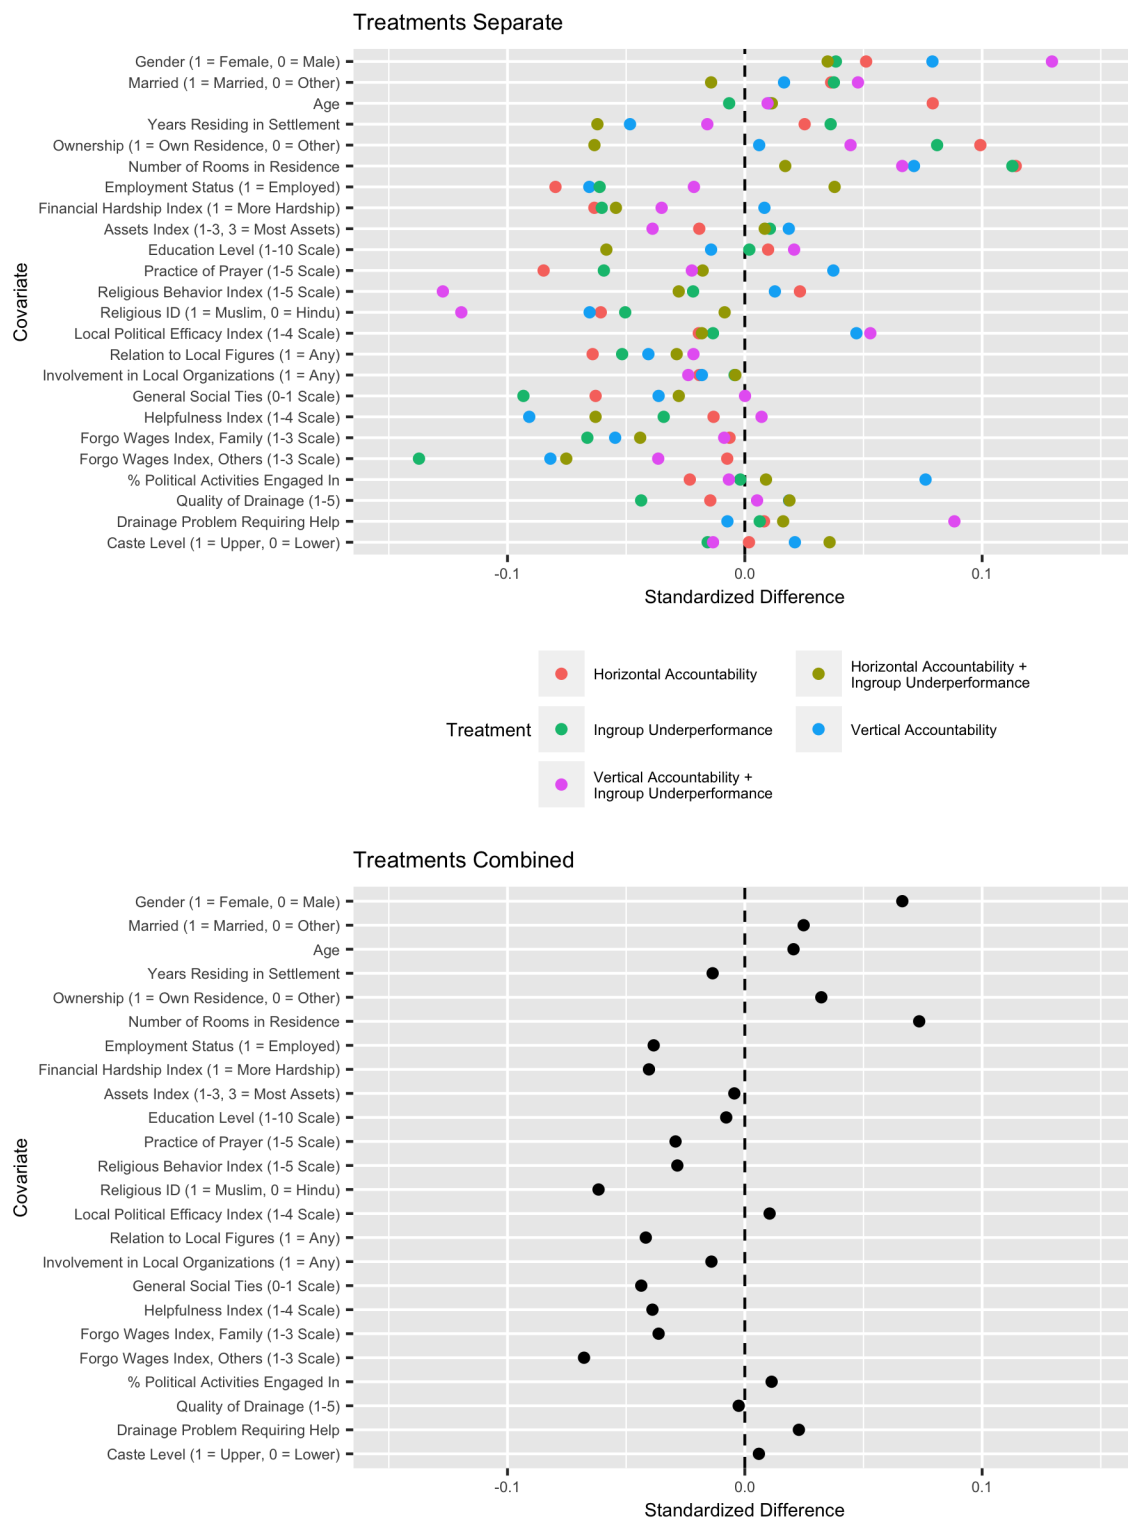 Treatments Separate
Covariate
Gender (1 = Female, 0 = Male)
Married (1 = Married, 0 = Other)
Age
Years Residing in Settlement
Ownership (1 = Own Residence, 0 = Other)
Number of Rooms in Residence
Employment Status (1 = Employed)
Financial Hardship Index (1 = More Hardship)
Assets Index (1-3, 3 = Most Assets)
Education Level (1-10 Scale)
Practice of Prayer (1-5 Scale)
Religious Behavior Index (1-5 Scale)
Religious ID (1 = Muslim, 0 = Hindu)
Local Political Efficacy Index (1-4 Scale)
Relation to Local Figures (1 = Any)
Involvement in Local Organizations (1 = Any)
General Social Ties (0-1 Scale)
Helpfulness Index (1-4 Scale)
Forgo Wages Index, Family (1-3 Scale)
Forgo Wages Index, Others (1-3 Scale)
% Political Activities Engaged In
Quality of Drainage (1-5)
Drainage Problem Requiring Help
Caste Level (1 = Upper, 0 = Lower)
-0.1 0.0 0.1
Standardized Difference
Treatment
Horizontal Accountability
Horizontal Accountability +
Ingroup Underperformance
Ingroup Underperformance
Vertical Accountability
Vertical Accountability +
Ingroup Underperformance
Treatments Combined
Covariate
Gender (1 = Female, 0 = Male)
Married (1 = Married, 0 = Other)
Age
Years Residing in Settlement
Ownership (1 = Own Residence, 0 = Other)
Number of Rooms in Residence
Employment Status (1 = Employed)
Financial Hardship Index (1 = More Hardship)
Assets Index (1-3, 3 = Most Assets)
Education Level (1-10 Scale)
Practice of Prayer (1-5 Scale)
Religious Behavior Index (1-5 Scale)
Religious ID (1 = Muslim, 0 = Hindu)
Local Political Efficacy Index (1-4 Scale)
Relation to Local Figures (1 = Any)
Involvement in Local Organizations (1 = Any)
General Social Ties (0-1 Scale)
Helpfulness Index (1-4 Scale)
Forgo Wages Index, Family (1-3 Scale)
Forgo Wages Index, Others (1-3 Scale)
% Political Activities Engaged In
Quality of Drainage (1-5)
Drainage Problem Requiring Help
Caste Level (1 = Upper, 0 = Lower)
-0.1 0.0 0.1
Standardized Difference